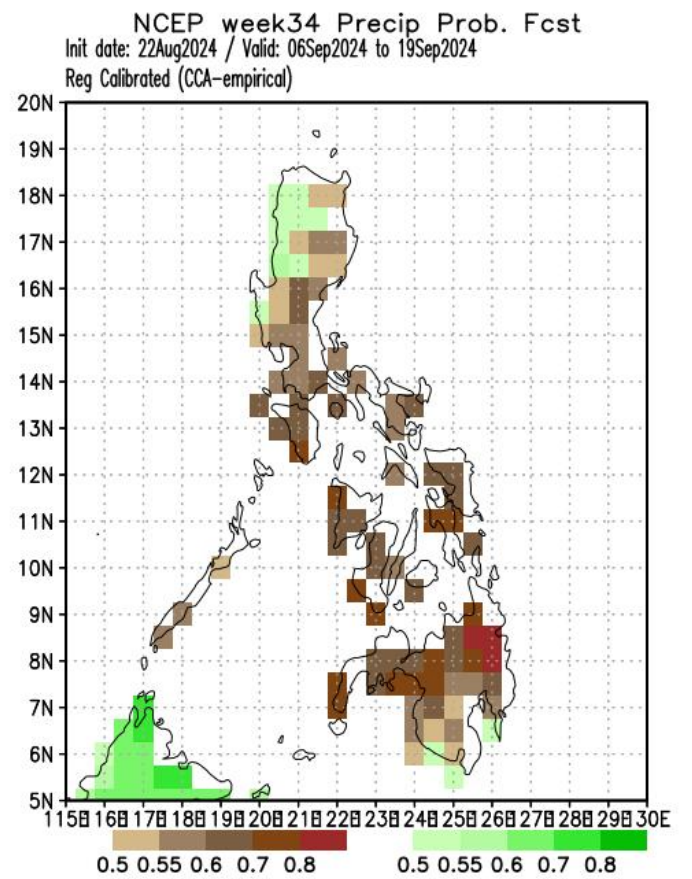 NCEP week34 Precip Prob. Fcst
Init date: 22Aug2024 / Valid: 06Sep2024 to 19Sep2024
Reg Calibrated (CCA-empirical)
20N
19N
18N
17N
16N
15N
14N
13N
12N
11N
10N
9N
8N
7N
6N
5N
115E 116E 117E 118E 119E 120E 121E 122E 123E 124E 125E 126E 127E 128E 129E 130E
0.5 0.55 0.6 0.7 0.8 0.5 0.55 0.6 0.7 0.8